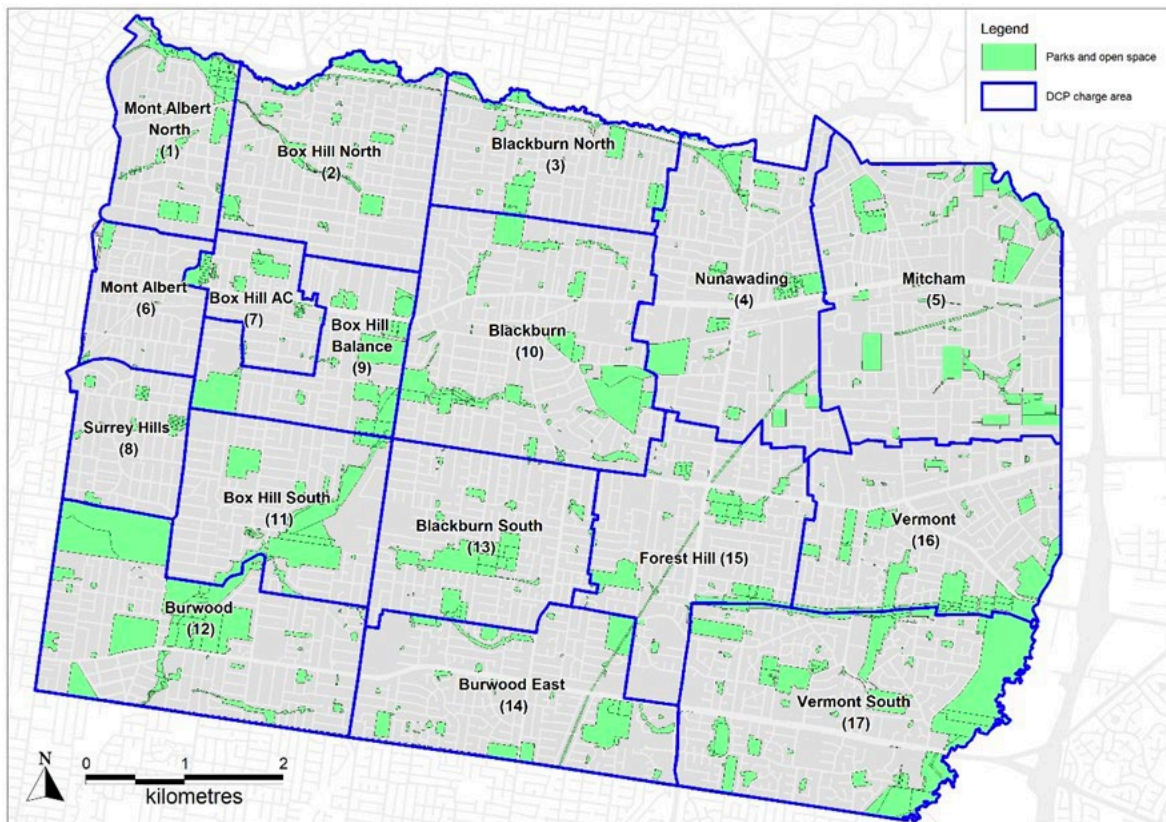 Legend
Parks and open space
DCP charge area
Mont Albert
North
(1)
Box Hill North
(2)
Blackburn North
(3)
Nunawading
(4)
Mitcham
(5)
Mont Albert
(6)
Box Hill AC
(7)
Box Hill
Balance
(9)
Blackburn
(10)
Surrey Hills
(8)
Box Hill South
(11)
Blackburn South
(13)
Forest Hill (15)
Vermont
(16)
Burwood
(12)
Burwood East
(14)
Vermont South
(17)
N
0 1 2
kilometres